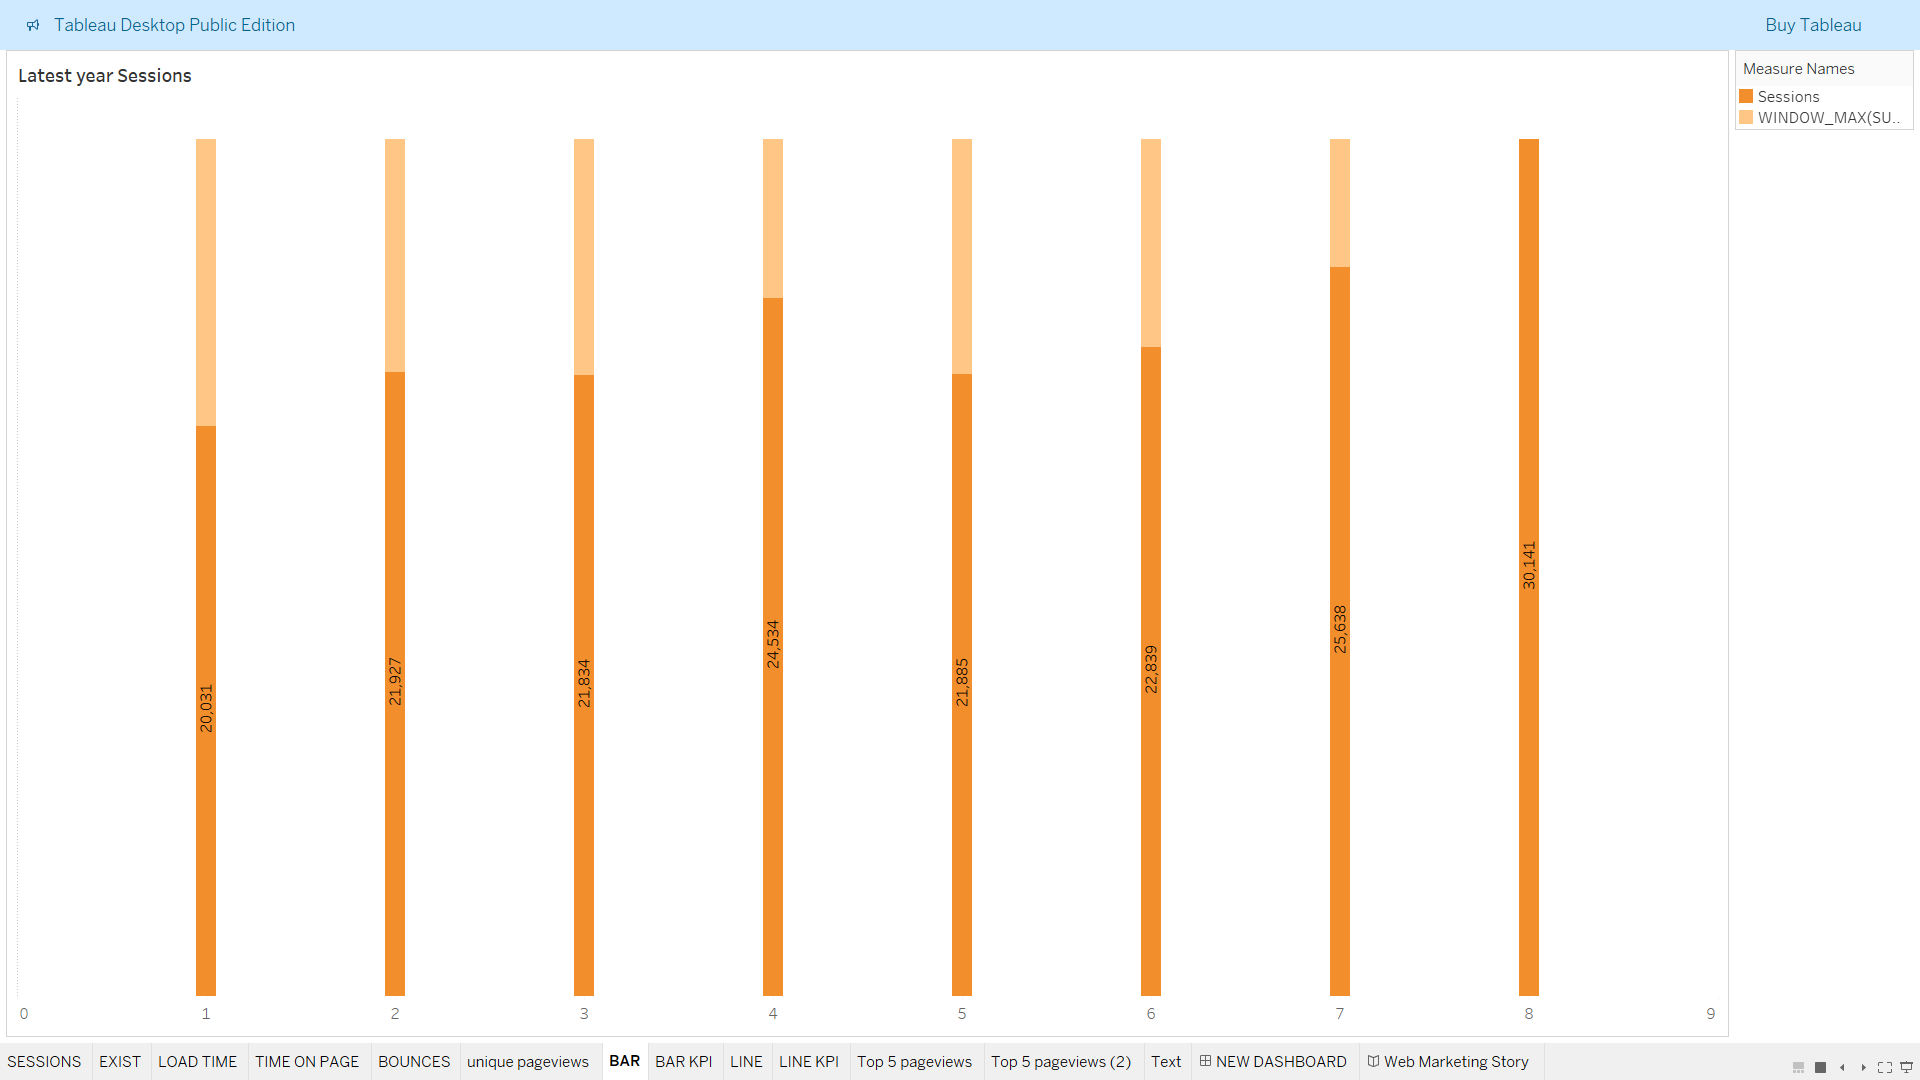 Tableau Desktop Public Edition
Buy Tableau
Latest year Sessions
Measure Names
Sessions
WINDOW_MAX(SU..
20,031
21,927
21,834
24,534
21,885
22,839
25,638
30,141
0 1 2 3 4 5 6 7 8 9
SESSIONS EXIST LOAD TIME TIME ON PAGE BOUNCES unique pageviews BAR BAR KPI LINE LINE KPI Top 5 pageviews Top 5 pageviews (2) Text NEW DASHBOARD Web Marketing Story